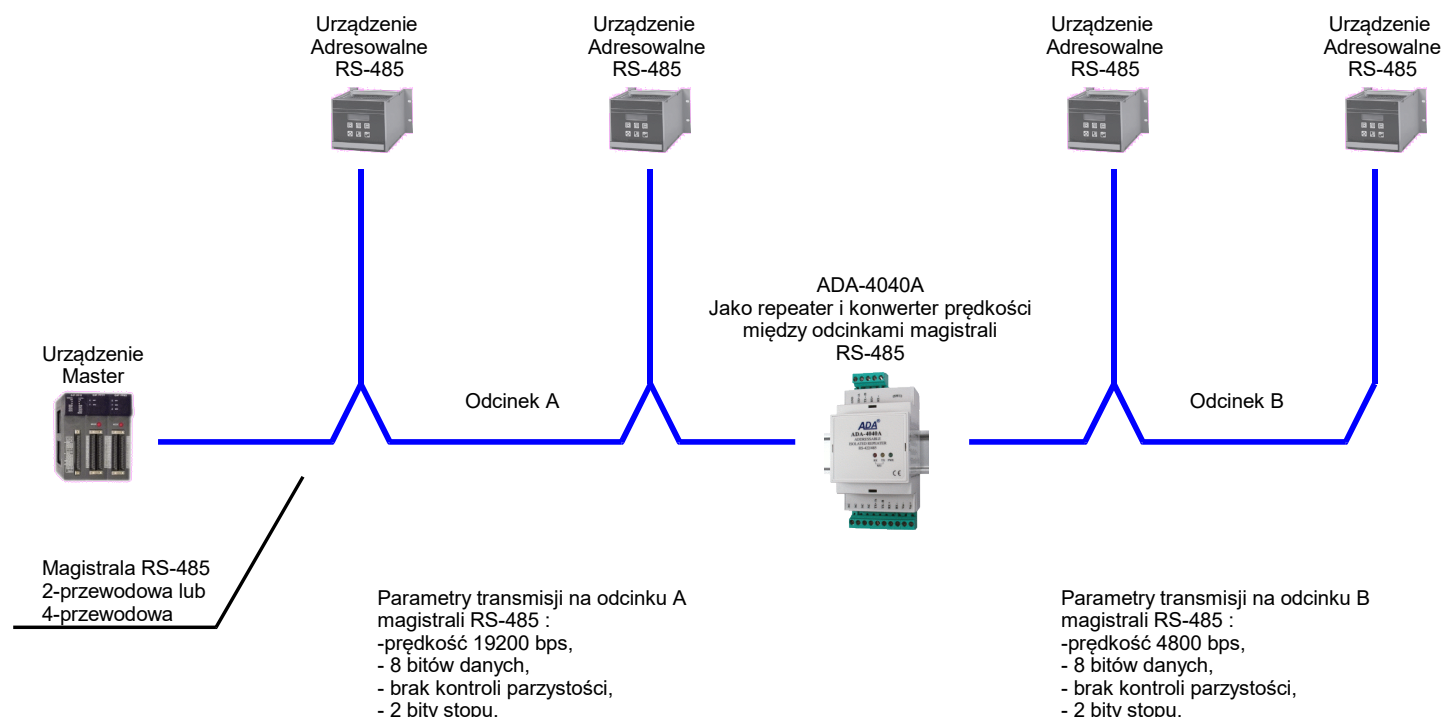 Urządzenie
Adresowalne
RS-485
Urządzenie
Adresowalne
RS-485
Urządzenie
Adresowalne
RS-485
Urządzenie
Adresowalne
RS-485
ADA-4040A
Jako repeater i konwerter prędkości
między odcinkami magistrali
RS-485
Urządzenie
Master
Odcinek A
Odcinek B
ADA
ADA-4040A
ADDRESSABLE
ISOLATED REPEATER
Magistrala RS-485
2-przewodowa lub
4-przewodowa
Parametry transmisji na odcinku A
magistrali RS-485 :
-prędkość 19200 bps,
- 8 bitów danych,
- brak kontroli parzystości,
- 2 bity stopu.
Parametry transmisji na odcinku B
magistrali RS-485 :
-prędkość 4800 bps,
- 8 bitów danych,
- brak kontroli parzystości,
- 2 bity stopu.